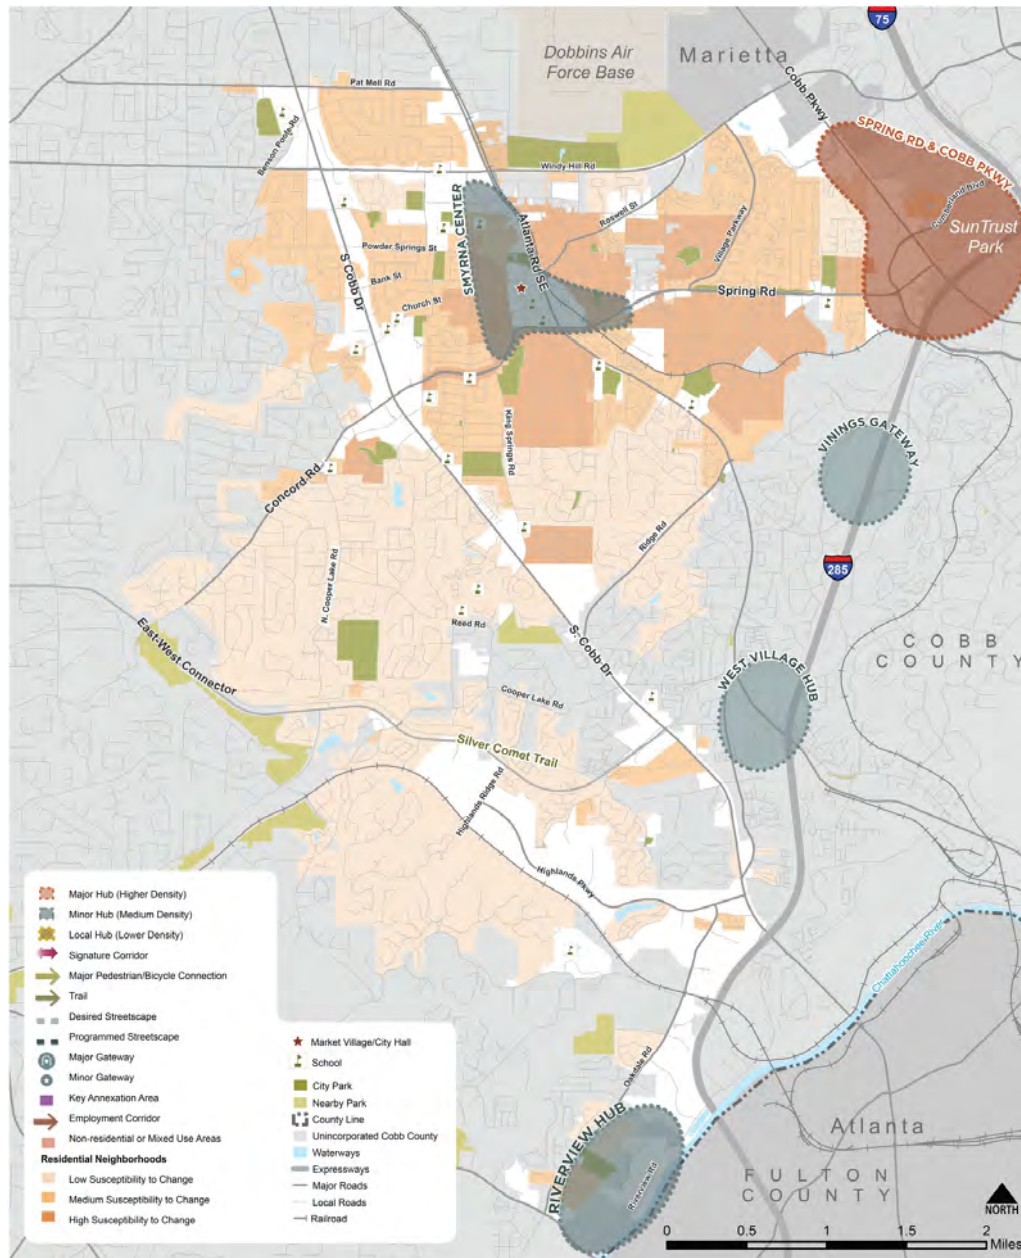 75
Dobbins Air
Force Base
Marietta
Pat Mell Rd
Cobb Pkwy
Benson Poole Rd
SPRING RD & COBB PKWY
Windy Hill Rd
SMYRNA CENTER
Cumberland Blvd
Roswell St
Atlanta Rd SE
SunTrust
Park
Powder Springs St
Village Parkway
S Cobb Dr
Bank St
Spring Rd
Church St
King Springs Rd
VININGS GATEWAY
Concord Rd
Ridge Rd
285
N. Cooper Lake Rd
Reed Rd
East-West Connector
S. Cobb Dr
COBB
COUNTY
WEST VILLAGE HUB
Cooper Lake Rd
Silver Comet Trail
Highlands Ridge Rd
Highlands Pkwy
Chattahoochee River
Oakdale Rd
RIVERVIEW HUB
Riverview Rd
Atlanta
FULTON
COUNTY
Major Hub (Higher Density)
Minor Hub (Medium Density)
Local Hub (Lower Density)
Signature Corridor
Major Pedestrian/Bicycle Connection
Trail
Desired Streetscape
Programmed Streetscape
Major Gateway
Minor Gateway
Key Annexation Area
Employment Corridor
Non-residential or Mixed Use Areas
Residential Neighborhoods
Low Susceptibility to Change
Medium Susceptibility to Change
High Susceptibility to Change
Market Village/City Hall
School
City Park
Nearby Park
County Line
Unincorporated Cobb County
Waterways
Expressways
Major Roads
Local Roads
Railroad
NORTH
0 0.5 1 1.5 2
Miles